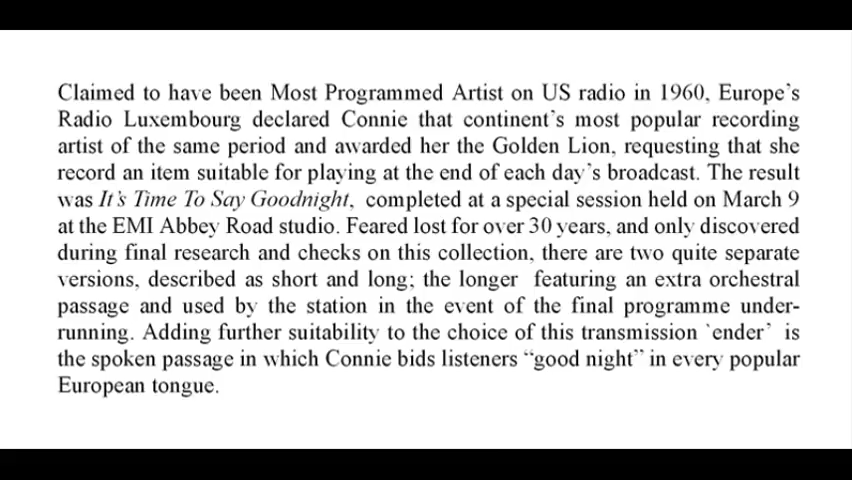 Claimed to have been Most Programmed Artist on US radio in 1960, Europe's
Radio Luxembourg declared Connie that continent's most popular recording
artist of the same period and awarded her the Golden Lion, requesting that she
record an item suitable for playing at the end of each day's broadcast. The result
was It's Time To Say Goodnight, completed at a special session held on March 9
at the EMI Abbey Road studio. Feared lost for over 30 years, and only discovered
during final research and checks on this collection, there are two quite separate
versions, described as short and long; the longer featuring an extra orchestral
passage and used by the station in the event of the final programme under-
running. Adding further suitability to the choice of this transmission `ender' is
the spoken passage in which Connie bids listeners “good night” in every popular
European tongue.